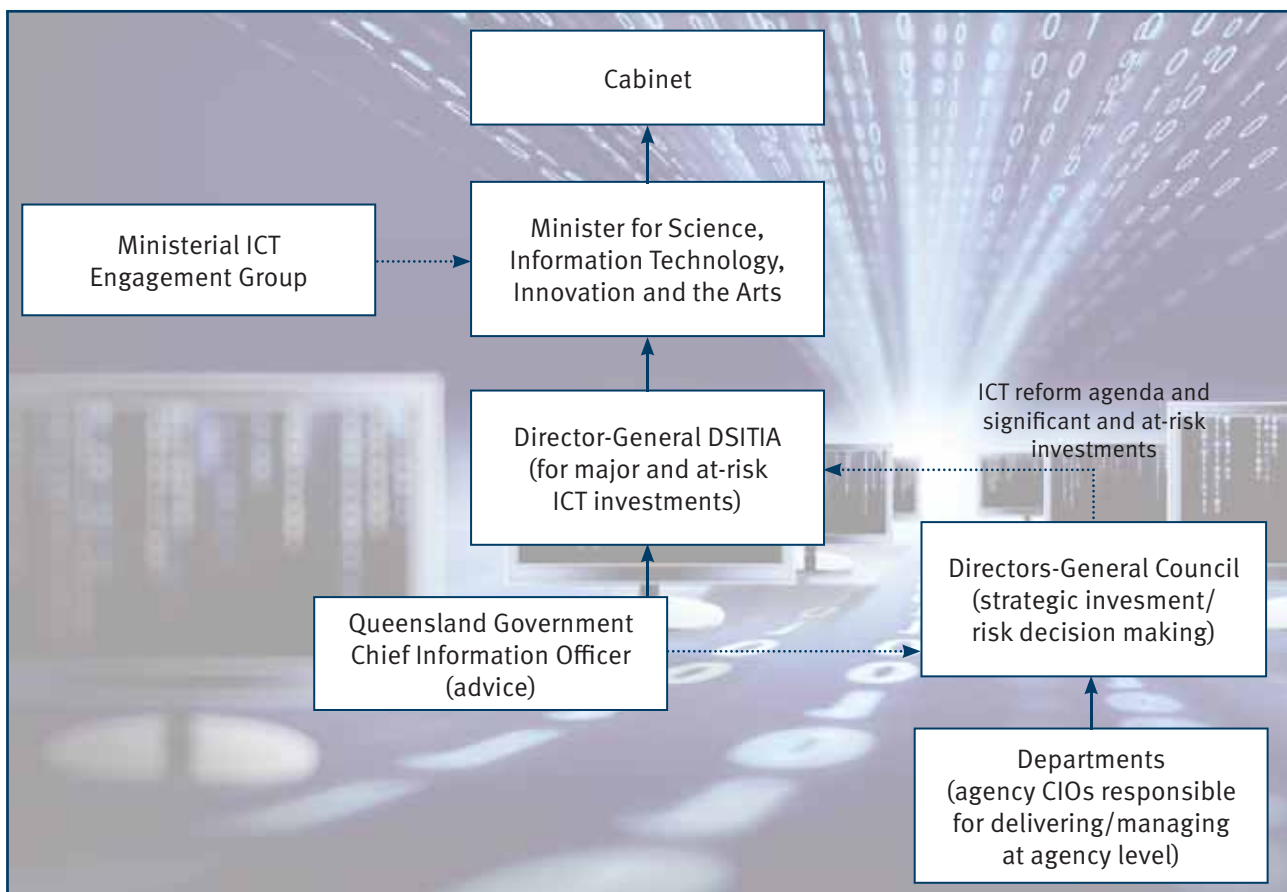 Cabinet
Ministerial ICT
Engagement Group
Minister for Science,
Information Technology,
Innovation and the Arts
Director-General DSITIA
(for major and at-risk
ICT investments)
ICT reform agenda and
significant and at-risk
investments
Queensland Government
Chief Information Officer
(advice)
Directors-General Council
(strategic invesment/
risk decision making)
Departments
(agency CIOs responsible
for delivering/managing
at agency level)